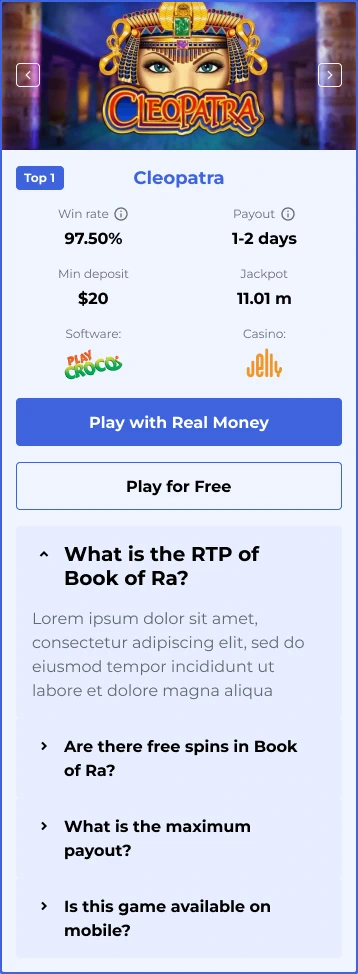 CLEOPATRA
Top 1
Cleopatra
Win rate
Payout
97.50%
1-2 days
Min deposit
Jackpot
$20
11.01 m
Software:
Casino:
PLAY
CROCO
Jelly
Play with Real Money
Play for Free
What is the RTP of
Book of Ra?
Lorem ipsum dolor sit amet,
consectetur adipiscing elit, sed do
eiusmod tempor incididunt ut
labore et dolore magna aliqua
Are there free spins in Book
of Ra?
What is the maximum
payout?
Is this game available on
mobile?